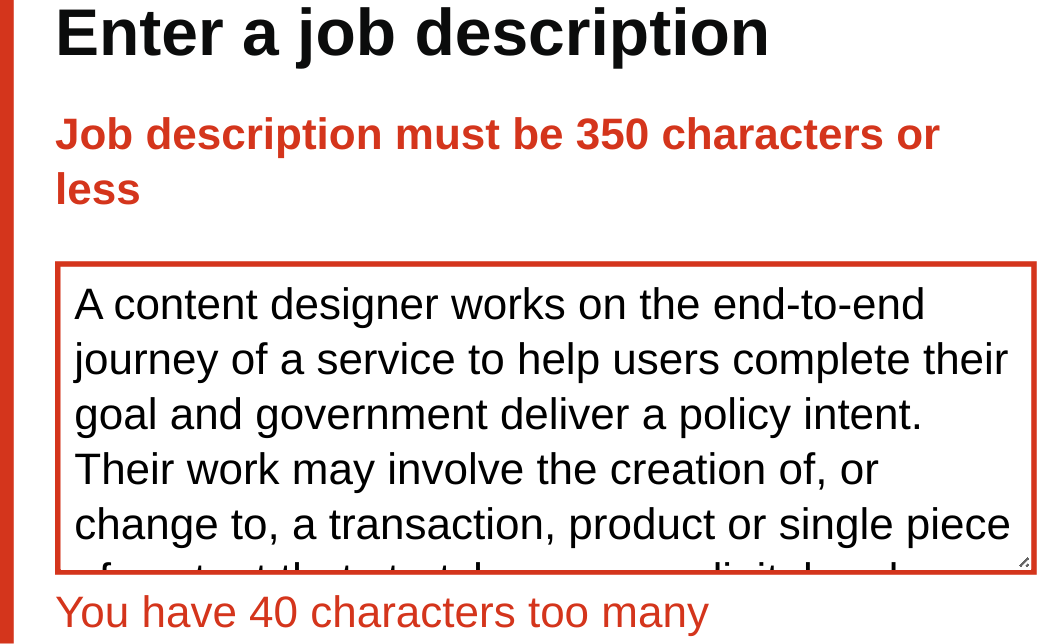 Enter a job description
Job description must be 350 characters or
less
A content designer works on the end-to-end
journey of a service to help users complete their
goal and government deliver a policy intent.
Their work may involve the creation of, or
change to, a transaction, product or single piece
You have 40 characters too many